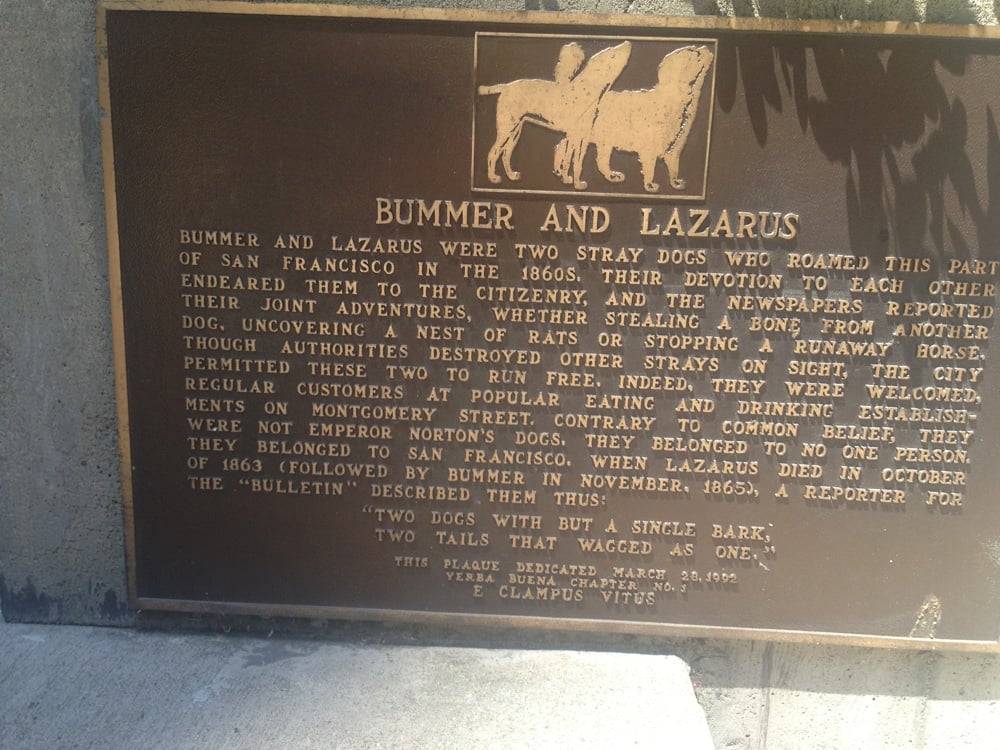 BUMMER AND LAZARUS
BUMMER AND LAZARUS WERE TWO STRAY DOGS WHO ROAMED THIS PART
OF SAN FRANCISCO IN THE 1860S. THEIR DEVOTION TO EACH OTHER
ENDEARED THEM TO THE CITIZENRY, AND THE NEWSPAPERS REPORTED
THEIR JOINT ADVENTURES, WHETHER STEALING A BONE FROM ANOTHER
DOG, UNCOVERING A NEST OF RATS OR STOPPING A RUNAWAY HORSE.
THOUGH AUTHORITIES DESTROYED OTHER STRAYS ON SIGHT, THE CITY
PERMITTED THESE TWO TO RUN FREE. INDEED, THEY WERE WELCOMED,
REGULAR CUSTOMERS AT POPULAR EATING AND DRINKING ESTABLISH-
MENTS ON MONTGOMERY STREET. CONTRARY TO COMMON BELIEF, THEY
WERE NOT EMPEROR NORTON'S DOGS. THEY BELONGED TO NO ONE PERSON.
THEY BELONGED TO SAN FRANCISCO. WHEN LAZARUS DIED IN OCTOBER
OF 1863 (FOLLOWED BY BUMMER IN NOVEMBER, 1865), A REPORTER FOR
THE "BULLETIN" DESCRIBED THEM THUS:
"TWO DOGS WITH BUT A SINGLE BARK,
TWO TAILS THAT WAGGED AS ONE."
THIS PLAQUE DEDICATED MARCH 28, 1992
YERBA BUENA CHAPTER NO. 1
E CLAMPUS VITUS